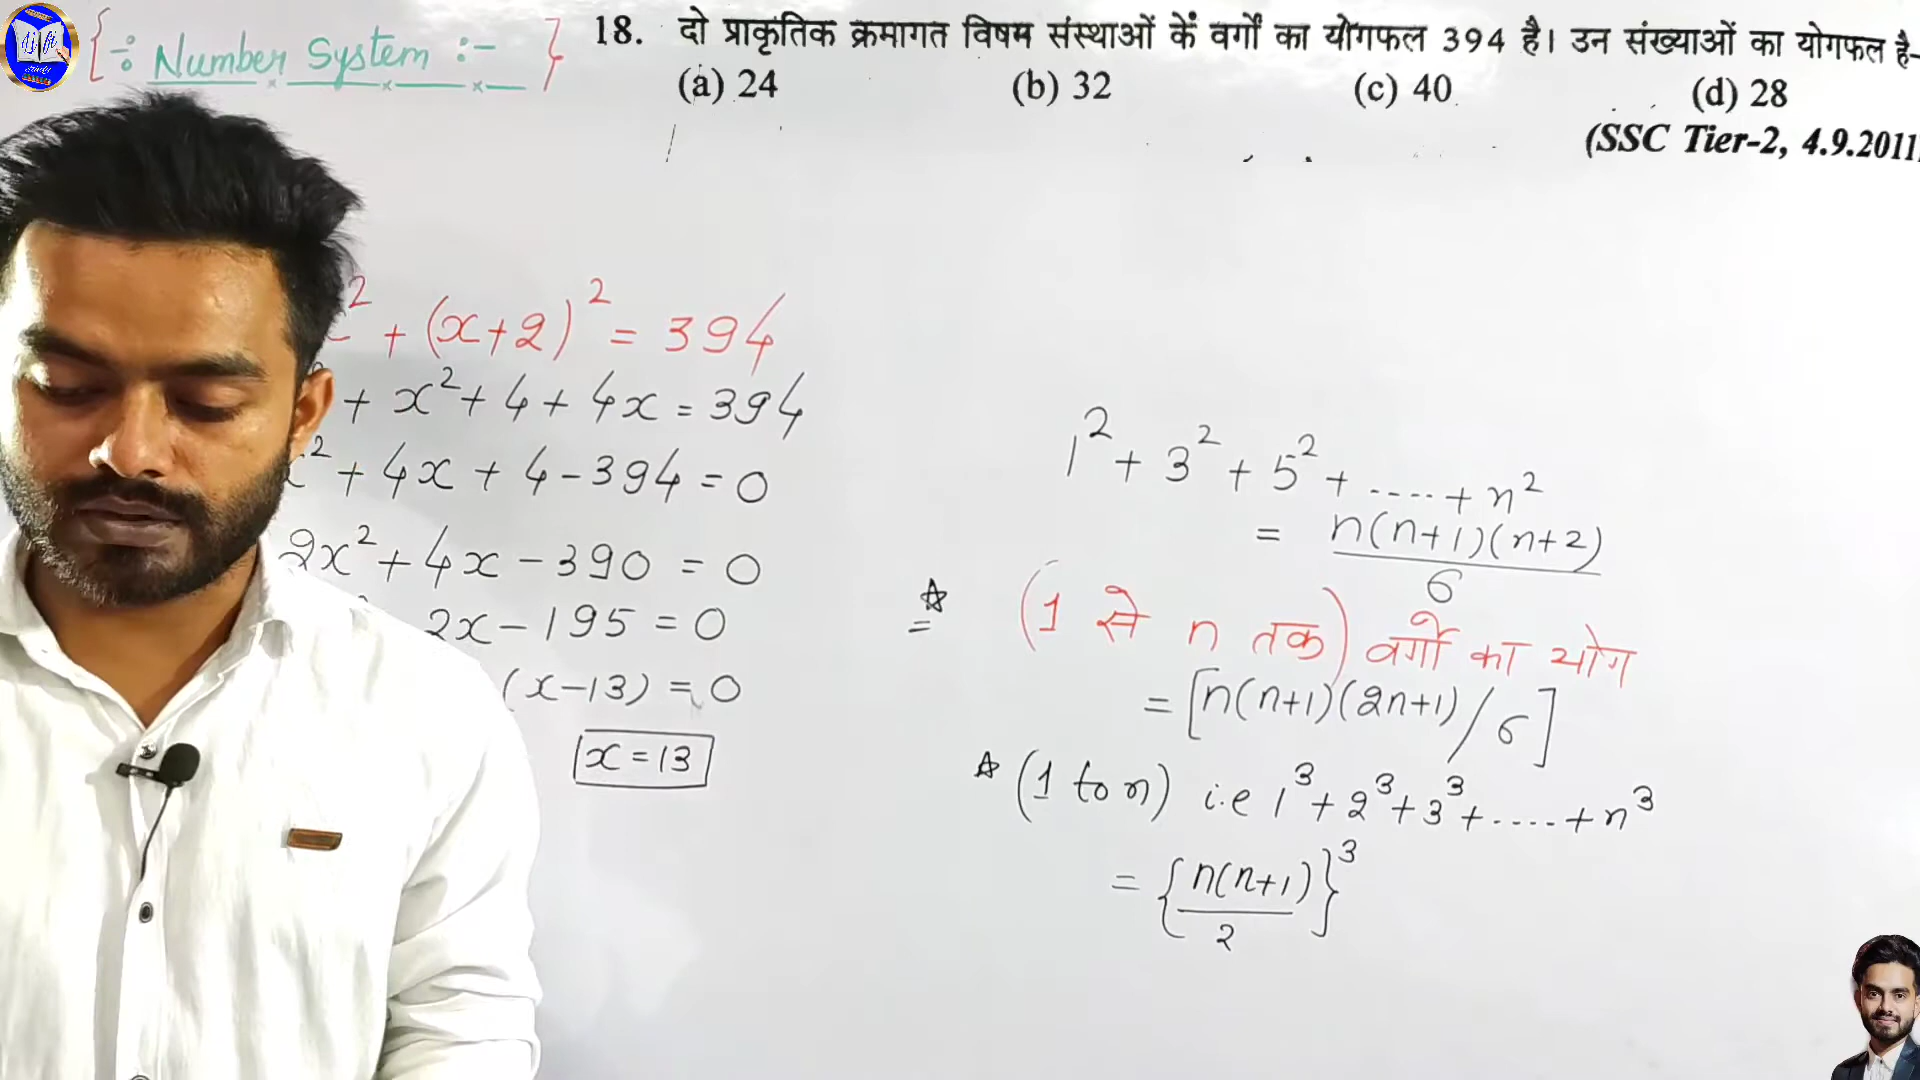 { ÷ Number System :- }
18. दो प्राकृतिक क्रमागत विषम संस्थाओं कें वर्गों का योगफल 394 है। उन संख्याओं का योगफल है-
(a) 24 (b) 32 (c) 40 (d) 28
(SSC Tier-2, 4.9.2011)
² + (x+2)² = 394
+ x² + 4 + 4x = 394
² + 4x + 4 - 394 = 0
2x² + 4x - 390 = 0
2x - 195 = 0
(x-13) = 0
x = 13
1² + 3² + 5² + .... + n²
= n(n+1)(n+2)
6
(1 से n तक) वर्गों का योग
= [n(n+1)(2n+1)/6]
☆ (1 to n) i.e 1³ + 2³ + 3³ + .... + n³
= {n(n+1)}³
2